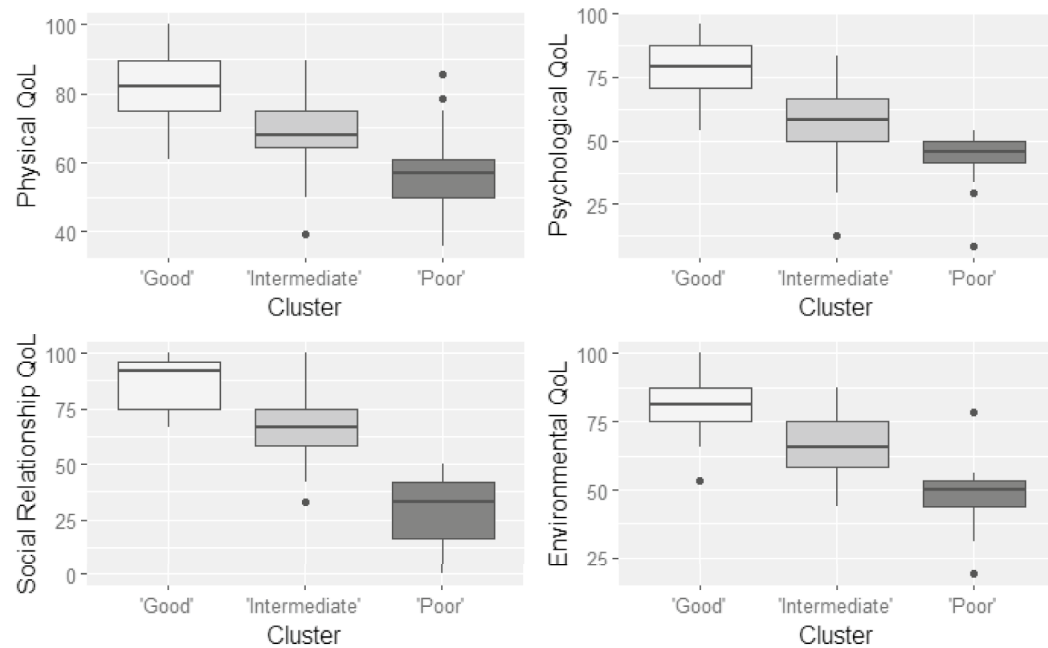 Physical QoL
100
80
60
40
'Good' 'Intermediate' 'Poor'
Cluster
Psychological QoL
100
75
50
25
'Good' 'Intermediate' 'Poor'
Cluster
Social Relationship QoL
100
75
50
25
0
'Good' 'Intermediate' 'Poor'
Cluster
Environmental QoL
100
75
50
25
'Good' 'Intermediate' 'Poor'
Cluster